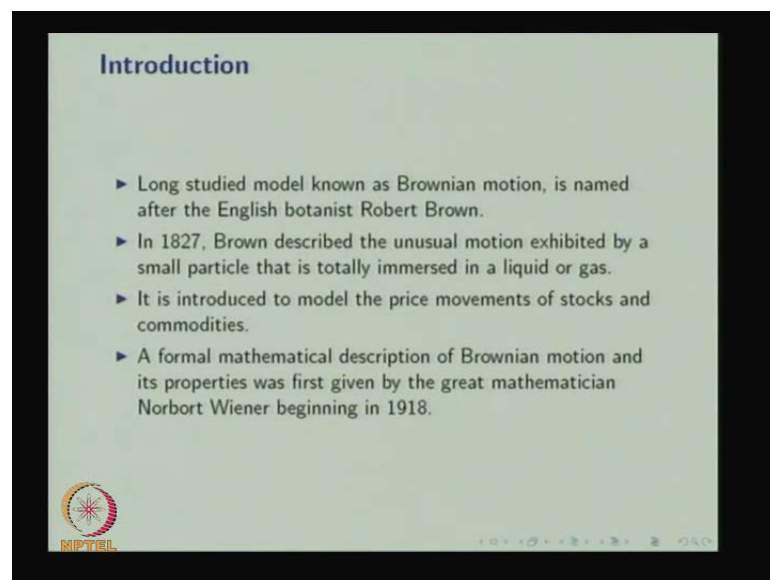 Introduction
► Long studied model known as Brownian motion, is named
after the English botanist Robert Brown.
► In 1827, Brown described the unusual motion exhibited by a
small particle that is totally immersed in a liquid or gas.
► It is introduced to model the price movements of stocks and
commodities.
► A formal mathematical description of Brownian motion and
its properties was first given by the great mathematician
Norbort Wiener beginning in 1918.
NPTEL